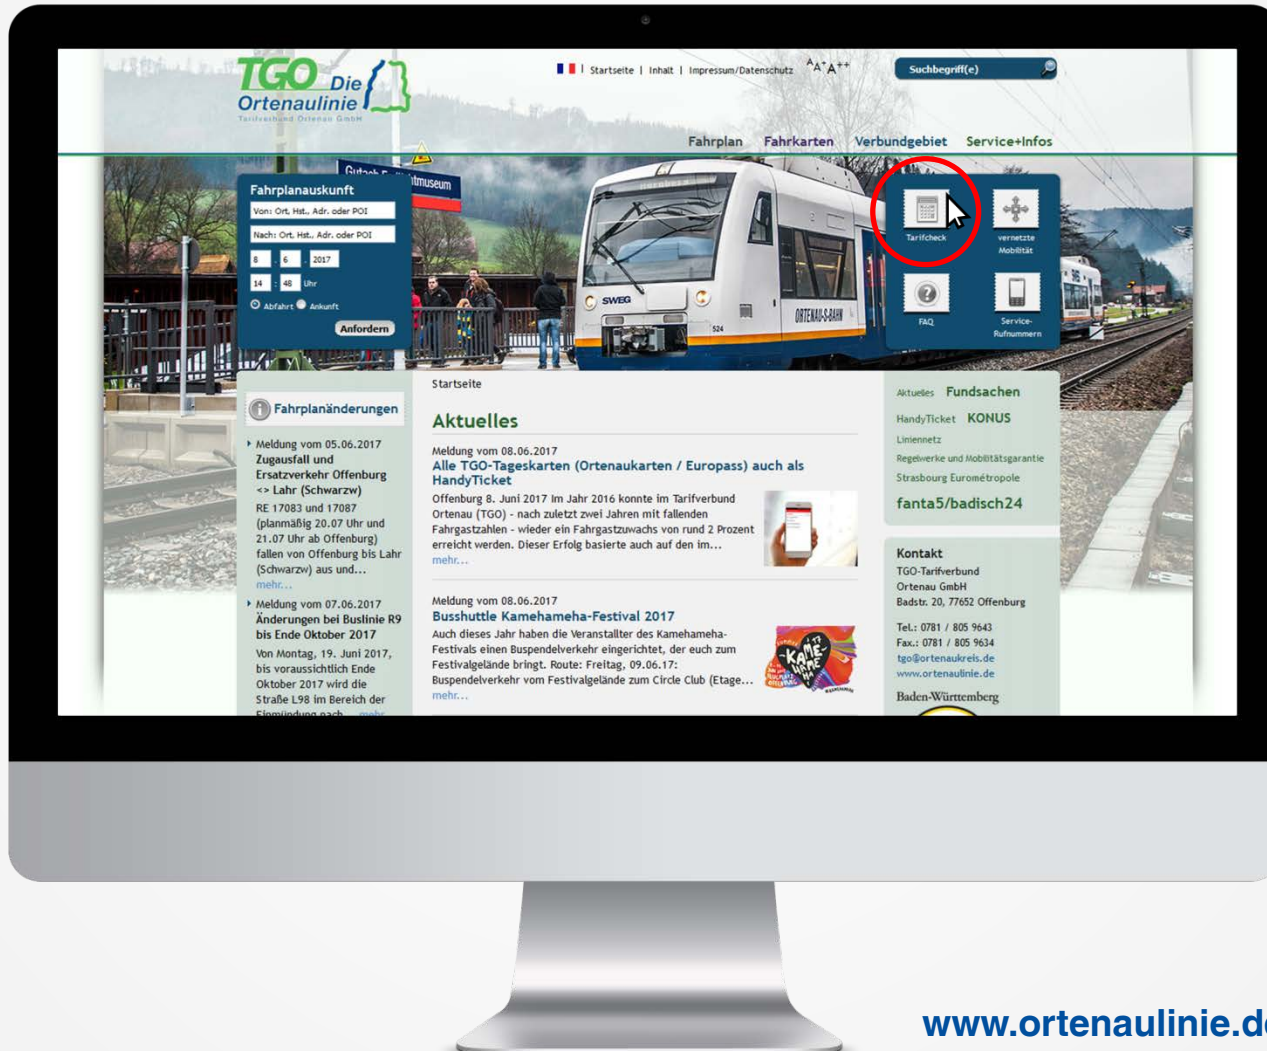 TGO Die
Ortenaulinie
Tarifverbund Ortenau GmbH
| Startseite | Inhalt | Impressum/Datenschutz A A+ A++
Suchbegriff(e)
Fahrplan Fahrkarten Verbundgebiet Service+Infos
Fahrplanauskunft
Von: Ort, Hst., Adr. oder POI
Nach: Ort, Hst., Adr. oder POI
8 . 6 . 2017
14 : 48 Uhr
Abfahrt Ankunft
Anfordern
SWEG
524
ORTENAU-S-BAHN
SWEG
Tarifcheck
vernetzte
Mobilität
FAQ
Service-
Rufnummern
Fahrplanänderungen
Meldung vom 05.06.2017
Zugausfall und
Ersatzverkehr Offenburg
<> Lahr (Schwarzw)
RE 17083 und 17087
(planmäßig 20.07 Uhr und
21.07 Uhr ab Offenburg)
fallen von Offenburg bis Lahr
(Schwarzw) aus und...
mehr...
Meldung vom 07.06.2017
Änderungen bei Buslinie R9
bis Ende Oktober 2017
Von Montag, 19. Juni 2017,
bis voraussichtlich Ende
Oktober 2017 wird die
Straße L98 im Bereich der
Einmündung nach... mehr
Startseite
Aktuelles
Meldung vom 08.06.2017
Alle TGO-Tageskarten (Ortenaukarten / Europass) auch als
HandyTicket
Offenburg 8. Juni 2017 Im Jahr 2016 konnte im Tarifverbund
Ortenau (TGO) - nach zuletzt zwei Jahren mit fallenden
Fahrgastzahlen - wieder ein Fahrgastzuwachs von rund 2 Prozent
erreicht werden. Dieser Erfolg basierte auch auf den im...
mehr...
Meldung vom 08.06.2017
Busshuttle Kamehameha-Festival 2017
Auch dieses Jahr haben die Veranstallter des Kamehameha-
Festivals einen Buspendelverkehr eingerichtet, der euch zum
Festivalgelände bringt. Route: Freitag, 09.06.17:
Buspendelverkehr vom Festivalgelände zum Circle Club (Etage...
mehr...
KAME
HAME
HA
Aktuelles Fundsachen
HandyTicket KONUS
Liniennetz
Regelwerke und Mobilitätsgarantie
Strasbourg Eurométropole
fanta5/badisch24
Kontakt
TGO-Tarifverbund
Ortenau GmbH
Badstr. 20, 77652 Offenburg
Tel.: 0781 / 805 9643
Fax.: 0781 / 805 9634
tgo@ortenaukreis.de
www.ortenaulinie.de
Baden-Württemberg
www.ortenaulinie.de